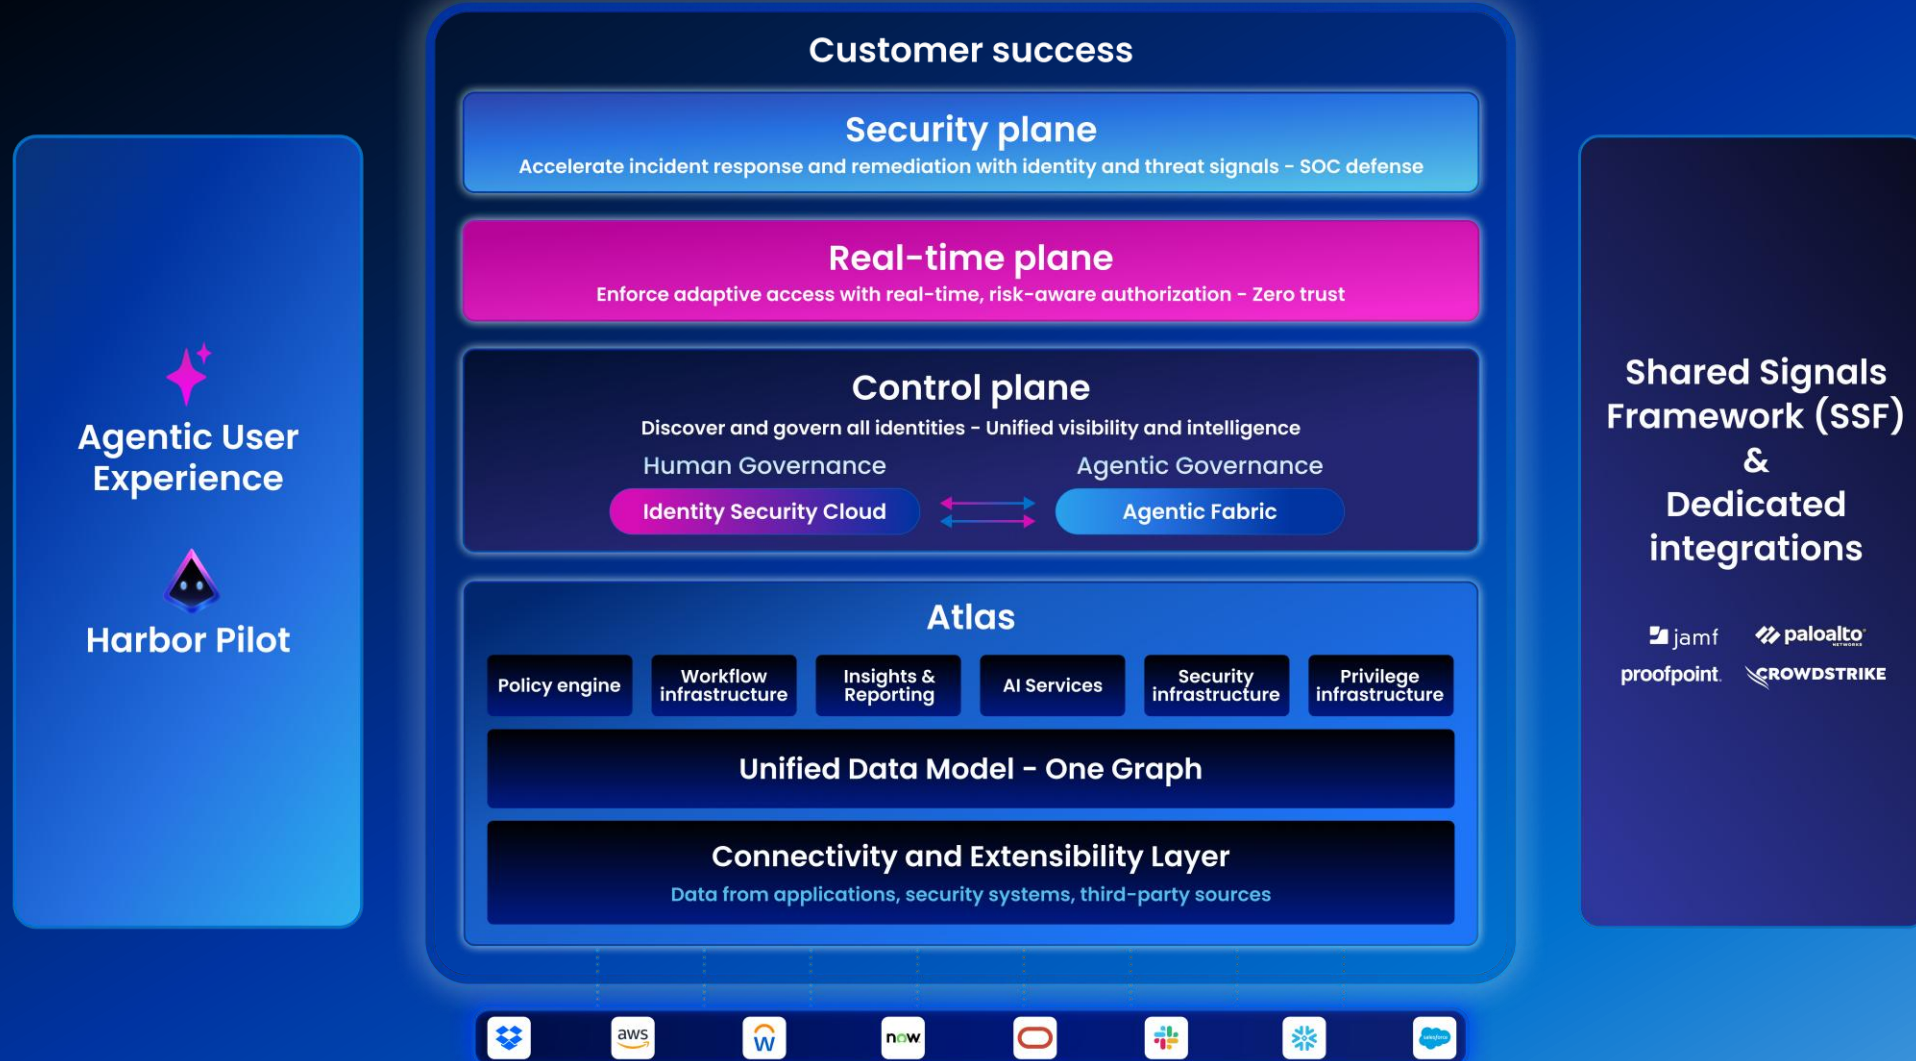 Customer success
Security plane
Accelerate incident response and remediation with identity and threat signals - SOC defense
Real-time plane
Enforce adaptive access with real-time, risk-aware authorization - Zero trust
Control plane
Discover and govern all identities - Unified visibility and intelligence
Human Governance
Agentic Governance
Identity Security Cloud
Agentic Fabric
Atlas
Policy engine
Workflow
infrastructure
Insights &
Reporting
AI Services
Security
infrastructure
Privilege
infrastructure
Unified Data Model - One Graph
Connectivity and Extensibility Layer
Data from applications, security systems, third-party sources
Agentic User
Experience
Harbor Pilot
Shared Signals
Framework (SSF)
&
Dedicated
integrations
jamf
paloalto
NETWORKS
proofpoint.
CROWDSTRIKE
aws
w
now
salesforce